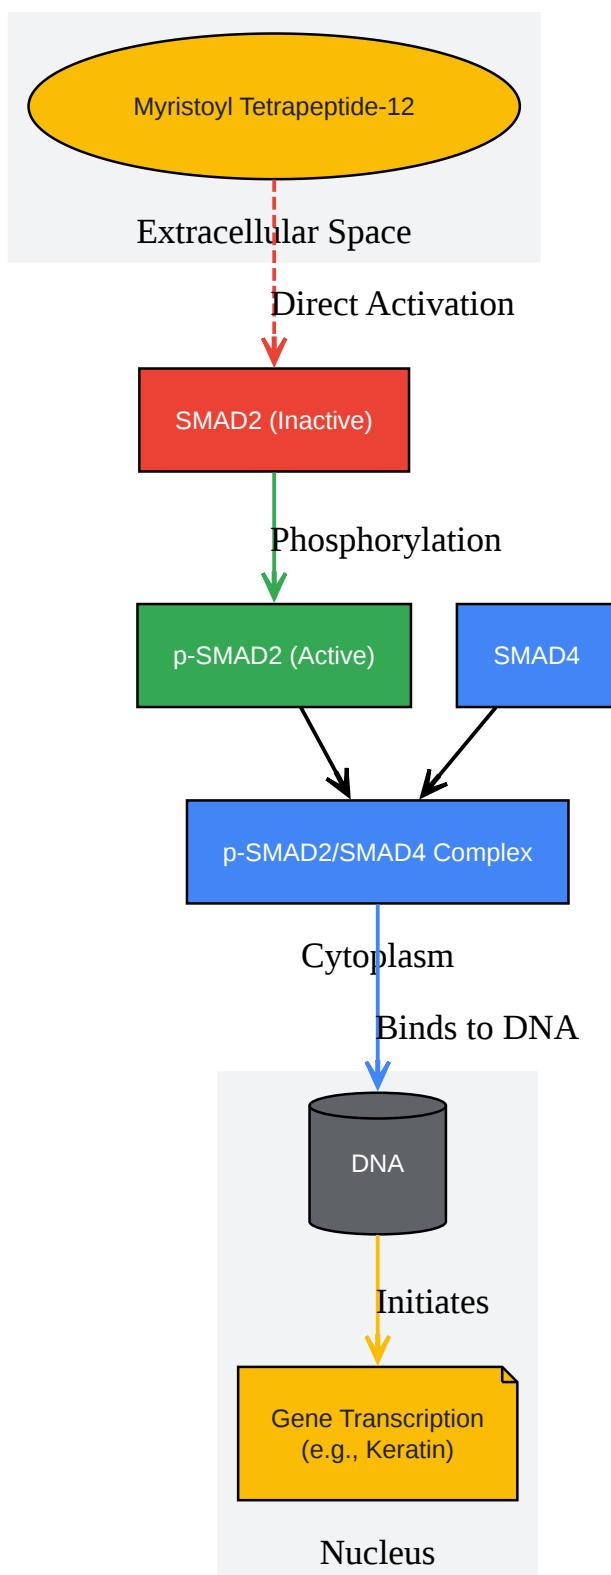 Myristoyl Tetrapeptide-12
Extracellular Space
Direct Activation
SMAD2 (Inactive)
Phosphorylation
p-SMAD2 (Active)
SMAD4
p-SMAD2/SMAD4 Complex
Cytoplasm
Binds to DNA
DNA
Initiates
Gene Transcription
(e.g., Keratin)
Nucleus